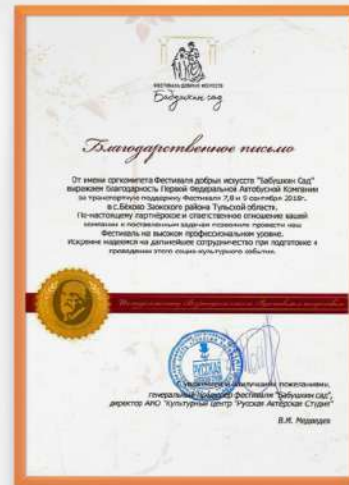 ФЕСТИВАЛЬ ДОБРЫХ ИСКУССТВ
Бабушкин сад
Благодарственное письмо
От имени оргкомитета Фестиваля добрых искусств "Бабушкин Сад"
выражаем благодарность Первой Федеральной Автобусной Компании
за транспортную поддержку Фестиваля 7,8 и 9 сентября 2018г.
в с.Бёхово Заокского района Тульской области.
По-настоящему партнёрское и ответственное отношение вашей
компании к поставленным задачам позволило провести наш
Фестиваль на высоком профессиональном уровне.
Искренне надеемся на дальнейшее сотрудничество при подготовке и
проведении этого социо-культурного события.
РУССКАЯ
наилучшими пожеланиями,
генеральный продюсер фестиваля "Бабушкин сад",
директор АНО "Культурный центр "Русская Актёрская Студия"
В.И. Медведев